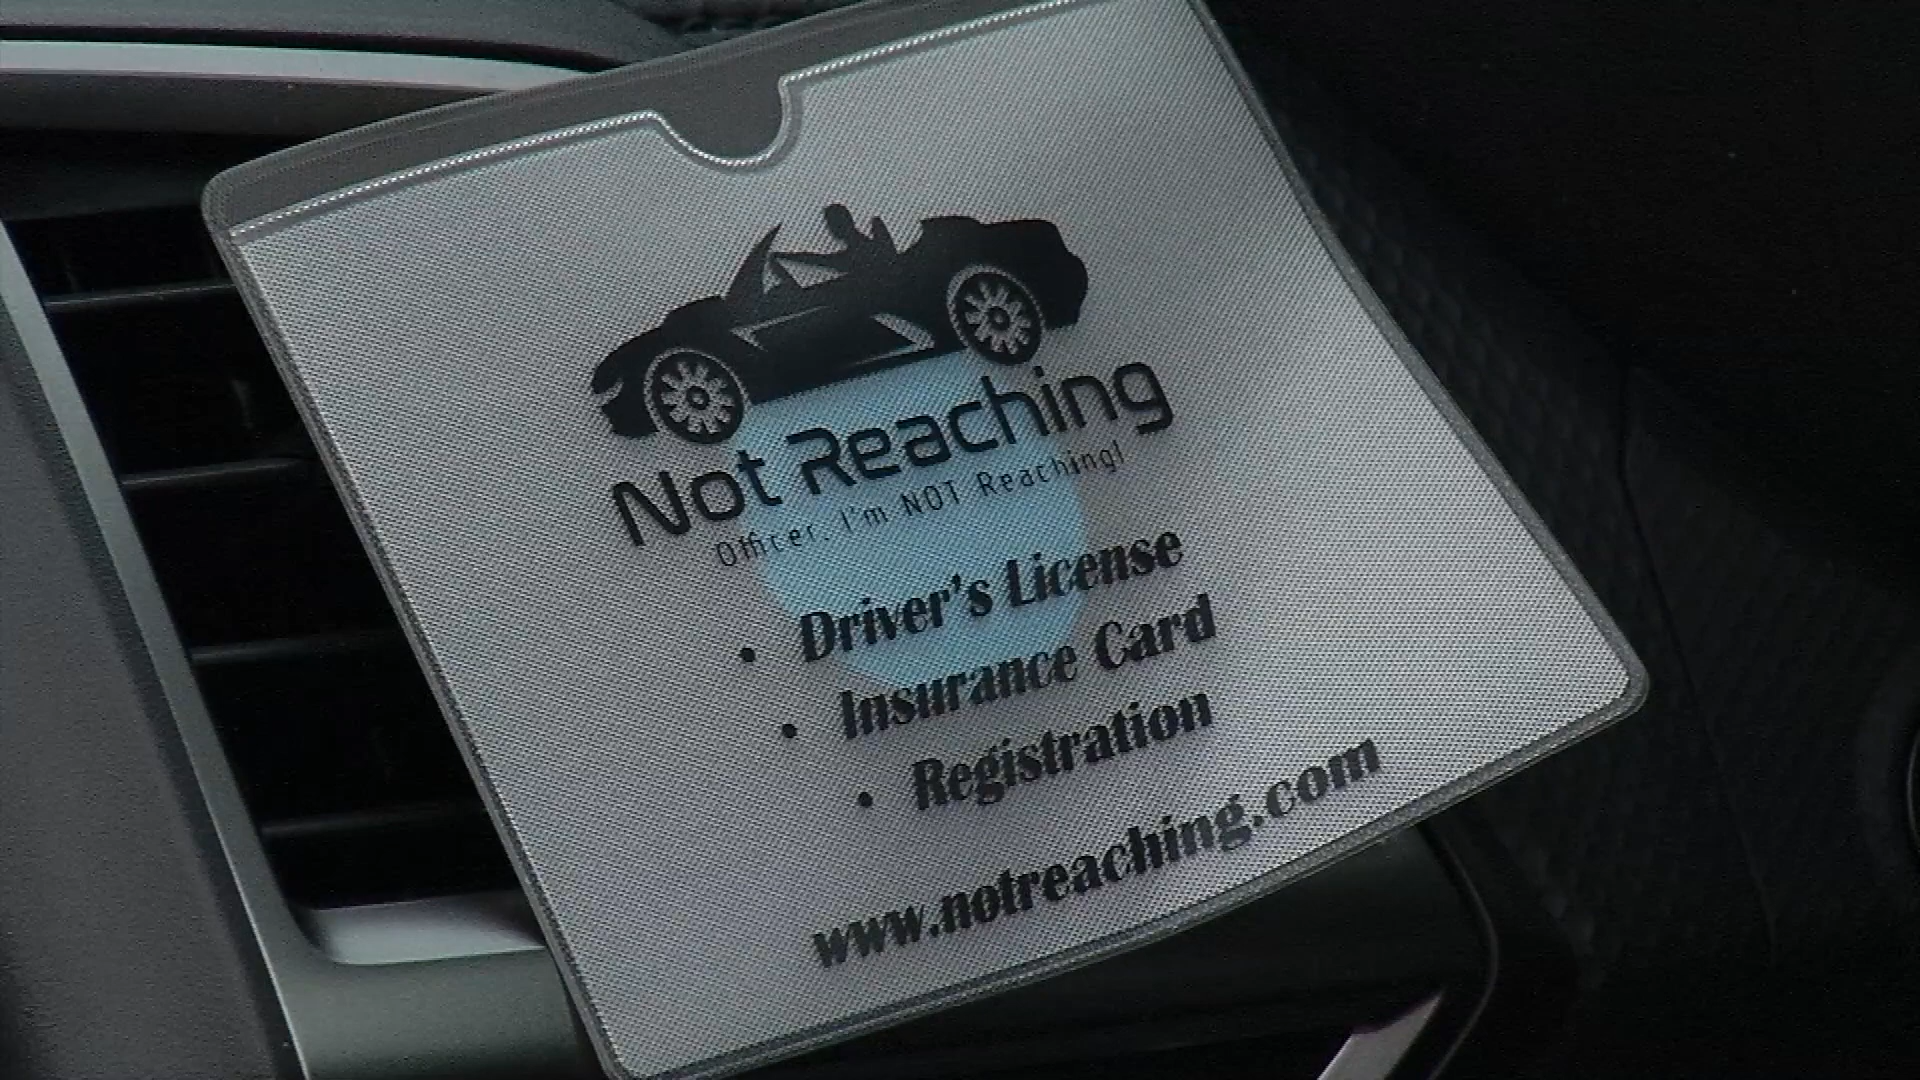 Not Reaching
Officer, I'm NOT Reaching!
• Driver's License
• Insurance Card
• Registration
www.notreaching.com